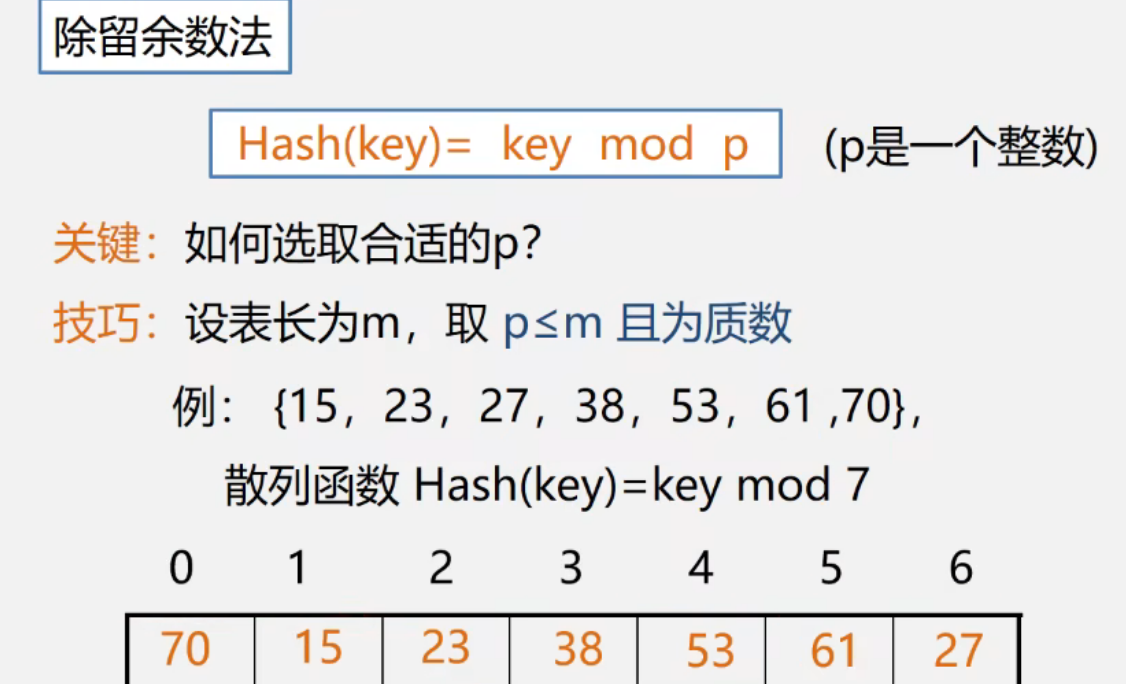 除留余数法
Hash(key)= key mod p (p是一个整数)
关键：如何选取合适的p?
技巧：设表长为m，取 p≤m 且为质数
例： {15，23，27，38，53，61 ,70}，
散列函数 Hash(key)=key mod 7
0 1 2 3 4 5 6
70 15 23 38 53 61 27